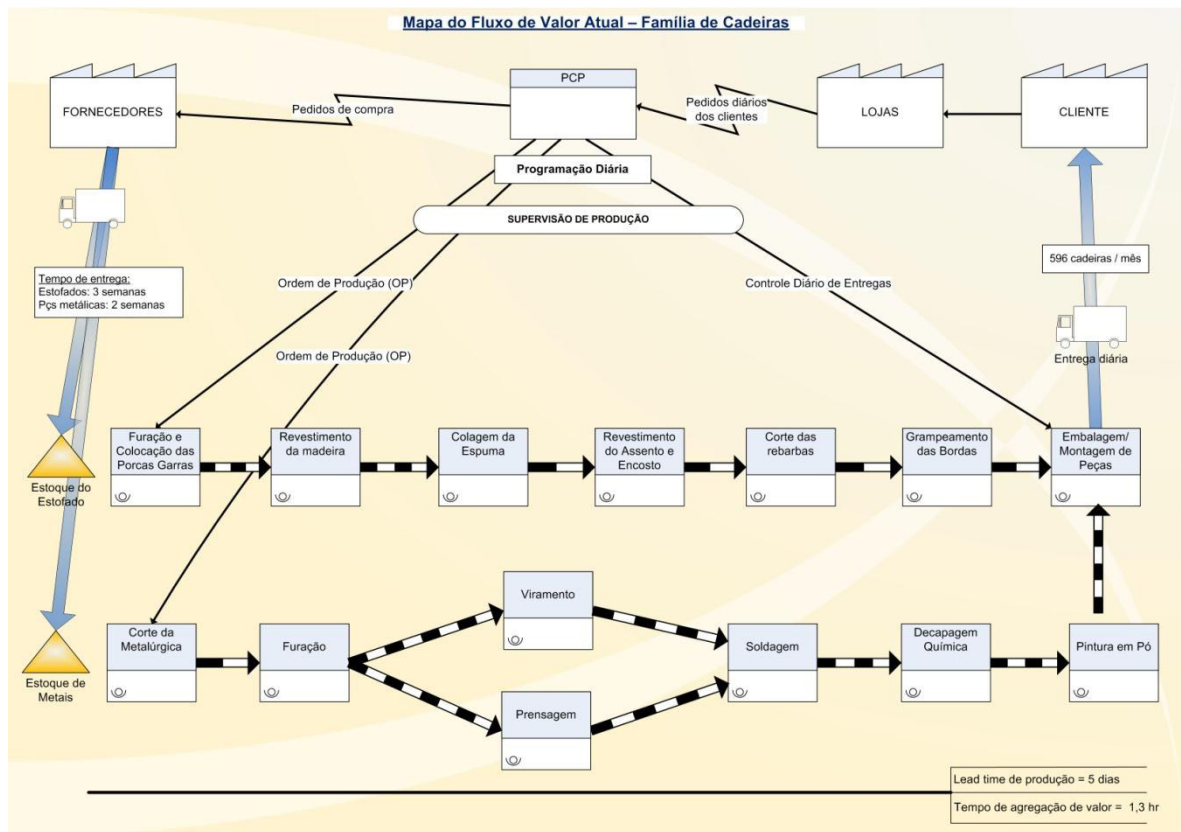 Mapa do Fluxo de Valor Atual – Família de Cadeiras
FORNECEDORES
Pedidos de compra
PCP
Pedidos diários
dos clientes
LOJAS
CLIENTE
Programação Diária
SUPERVISÃO DE PRODUÇÃO
Tempo de entrega:
Estofados: 3 semanas
Pçs metálicas: 2 semanas
Ordem de Produção (OP)
Controle Diário de Entregas
596 cadeiras / mês
Ordem de Produção (OP)
Entrega diária
Estoque do
Estofado
Furação e
Colocação das
Porcas Garras
Revestimento
da madeira
Colagem da
Espuma
Revestimento
do Assento e
Encosto
Corte das
rebarbas
Grampeamento
das Bordas
Embalagem/
Montagem de
Peças
Estoque de
Metais
Corte da
Metalúrgica
Furação
Viramento
Prensagem
Soldagem
Decapagem
Química
Pintura em Pó
Lead time de produção = 5 dias
Tempo de agregação de valor = 1,3 hr